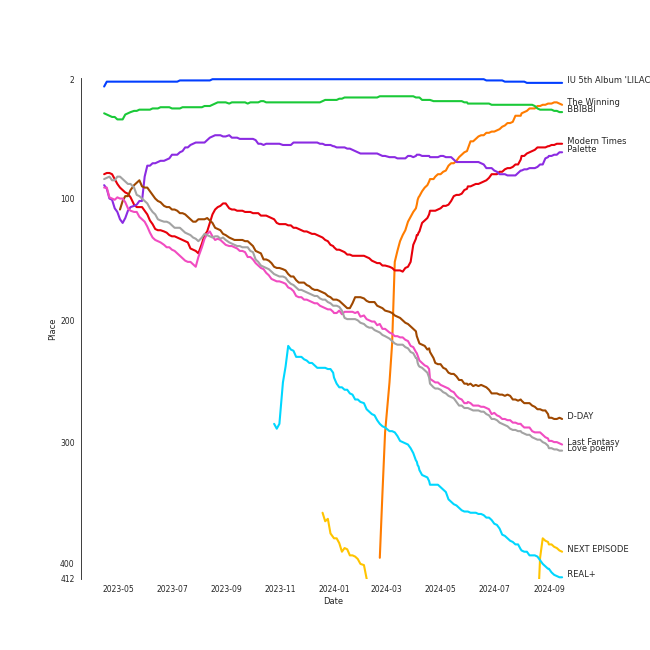 2
100
200
300
400
412
Place
2023-05
2023-07
2023-09
2023-11
2024-01
2024-03
2024-05
2024-07
2024-09
Date
IU 5th Album 'LILAC
The Winning
BBIBBI
Modern Times
Palette
D-DAY
Last Fantasy
Love poem
NEXT EPISODE
REAL+